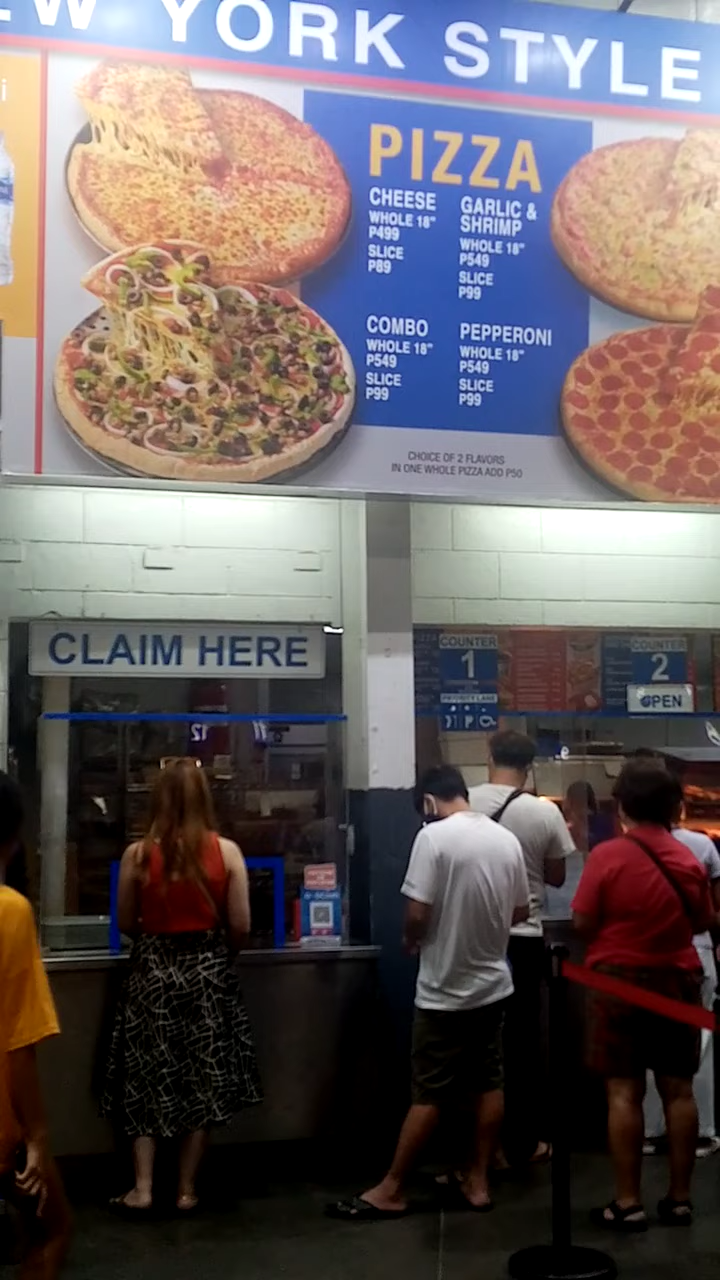 EW YORK STYLE
PIZZA
CHEESE
WHOLE 18"
P499
SLICE
P89
GARLIC &
SHRIMP
WHOLE 18"
P549
SLICE
P99
COMBO
WHOLE 18"
P549
SLICE
P99
PEPPERONI
WHOLE 18"
P549
SLICE
P99
CHOICE OF 2 FLAVORS
IN ONE WHOLE PIZZA ADD P50
CLAIM HERE
COUNTER
1
PRIORITY LANE
COUNTER
2
OPEN